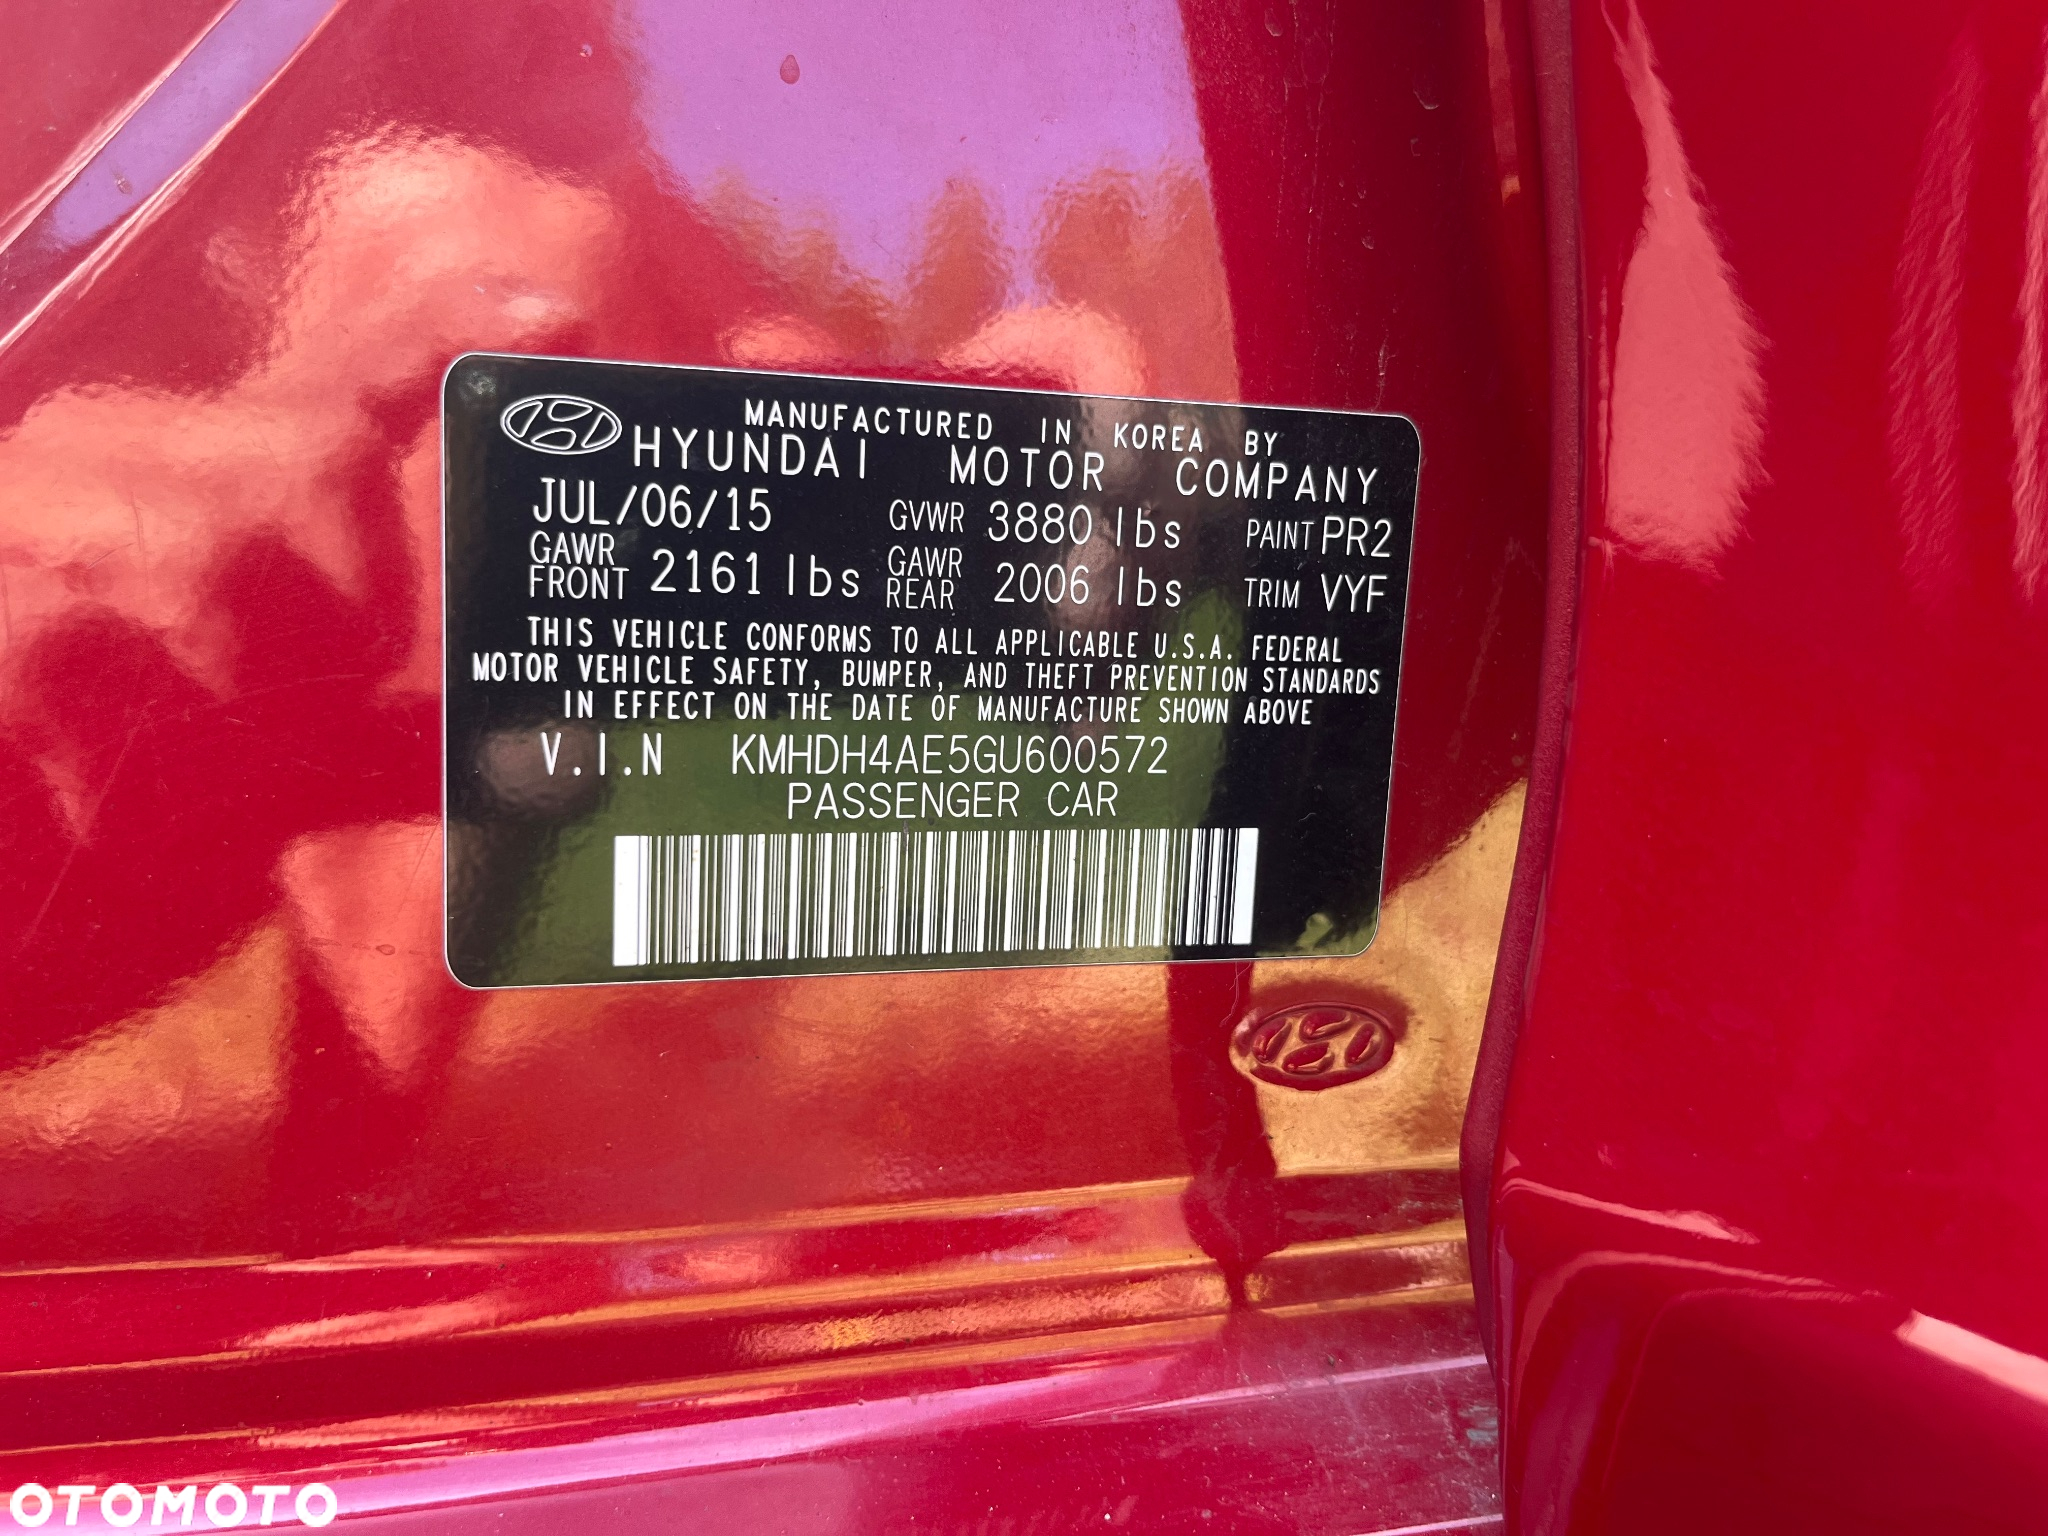 MANUFACTURED IN KOREA BY
HYUNDAI MOTOR COMPANY
JUL/06/15 GVWR 3880 lbs PAINT PR2
GAWR FRONT 2161 lbs GAWR REAR 2006 lbs TRIM VYF
THIS VEHICLE CONFORMS TO ALL APPLICABLE U.S.A. FEDERAL
MOTOR VEHICLE SAFETY, BUMPER, AND THEFT PREVENTION STANDARDS
IN EFFECT ON THE DATE OF MANUFACTURE SHOWN ABOVE
V.I.N KMHDH4AE5GU600572
PASSENGER CAR
OTOMOTO